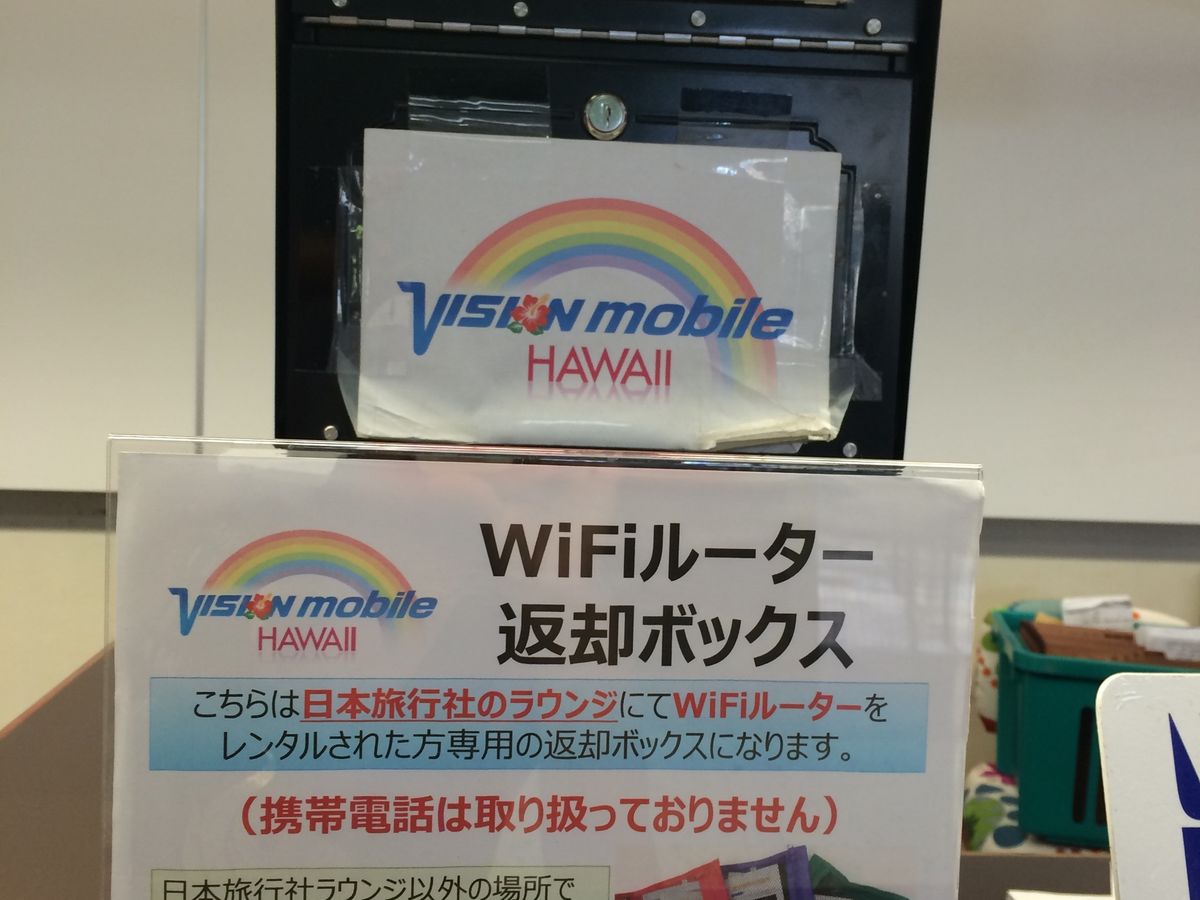 VISION mobile
HAWAII
WiFiルーター
返却ボックス
VISION mobile
HAWAII
こちらは日本旅行社のラウンジにてWiFiルーターを
レンタルされた方専用の返却ボックスになります。
（携帯電話は取り扱っておりません）
日本旅行社ラウンジ以外の場所で